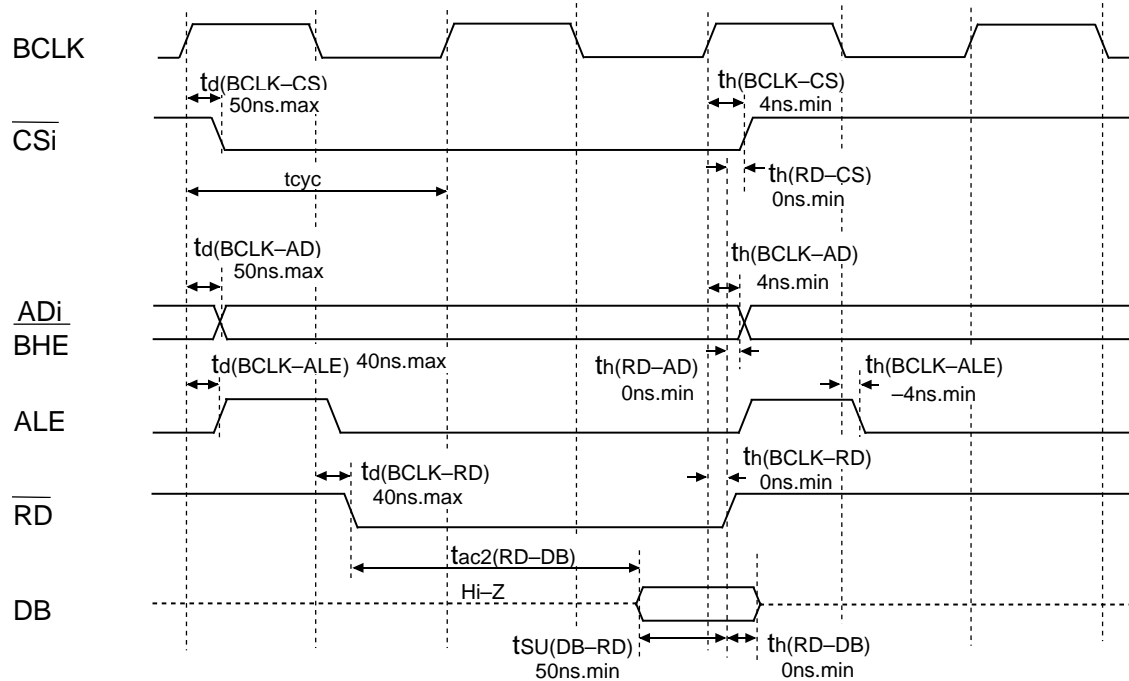 BCLK
td(BCLK–CS)
50ns.max
th(BCLK–CS)
4ns.min
CSi
th(RD–CS)
0ns.min
tcyc
td(BCLK–AD)
50ns.max
th(BCLK–AD)
4ns.min
ADi
BHE
td(BCLK–ALE) 40ns.max
th(RD–AD)
0ns.min
th(BCLK–ALE)
–4ns.min
ALE
td(BCLK–RD)
40ns.max
th(BCLK–RD)
0ns.min
RD
tac2(RD–DB)
Hi–Z
DB
tSU(DB–RD)
50ns.min
th(RD–DB)
0ns.min